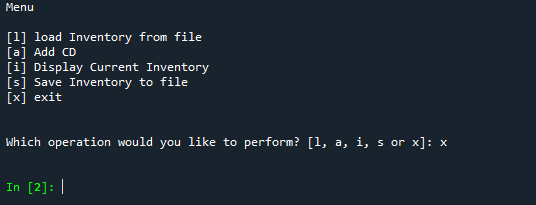 Menu
[l] load Inventory from file
[a] Add CD
[i] Display Current Inventory
[s] Save Inventory to file
[x] exit
Which operation would you like to perform? [l, a, i, s or x]: x
In [2]: